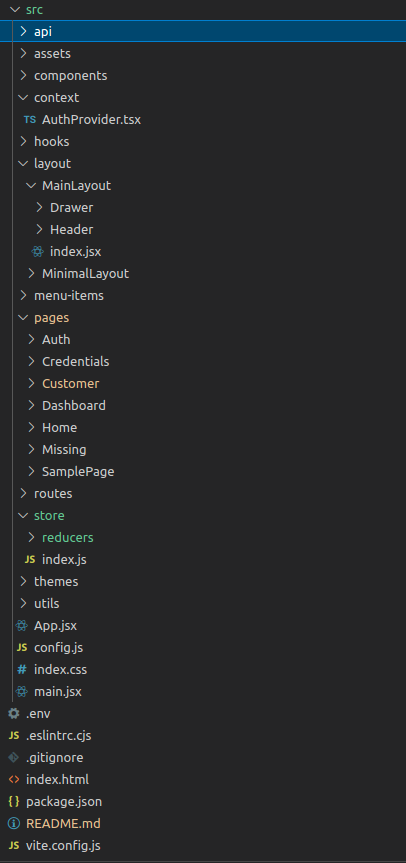 src
api
assets
components
context
TS AuthProvider.tsx
hooks
layout
MainLayout
Drawer
Header
index.jsx
MinimalLayout
menu-items
pages
Auth
Credentials
Customer
Dashboard
Home
Missing
SamplePage
routes
store
reducers
JS index.js
themes
utils
App.jsx
JS config.js
# index.css
main.jsx
.env
JS .eslintrc.cjs
.gitignore
<> index.html
{} package.json
README.md
JS vite.config.js